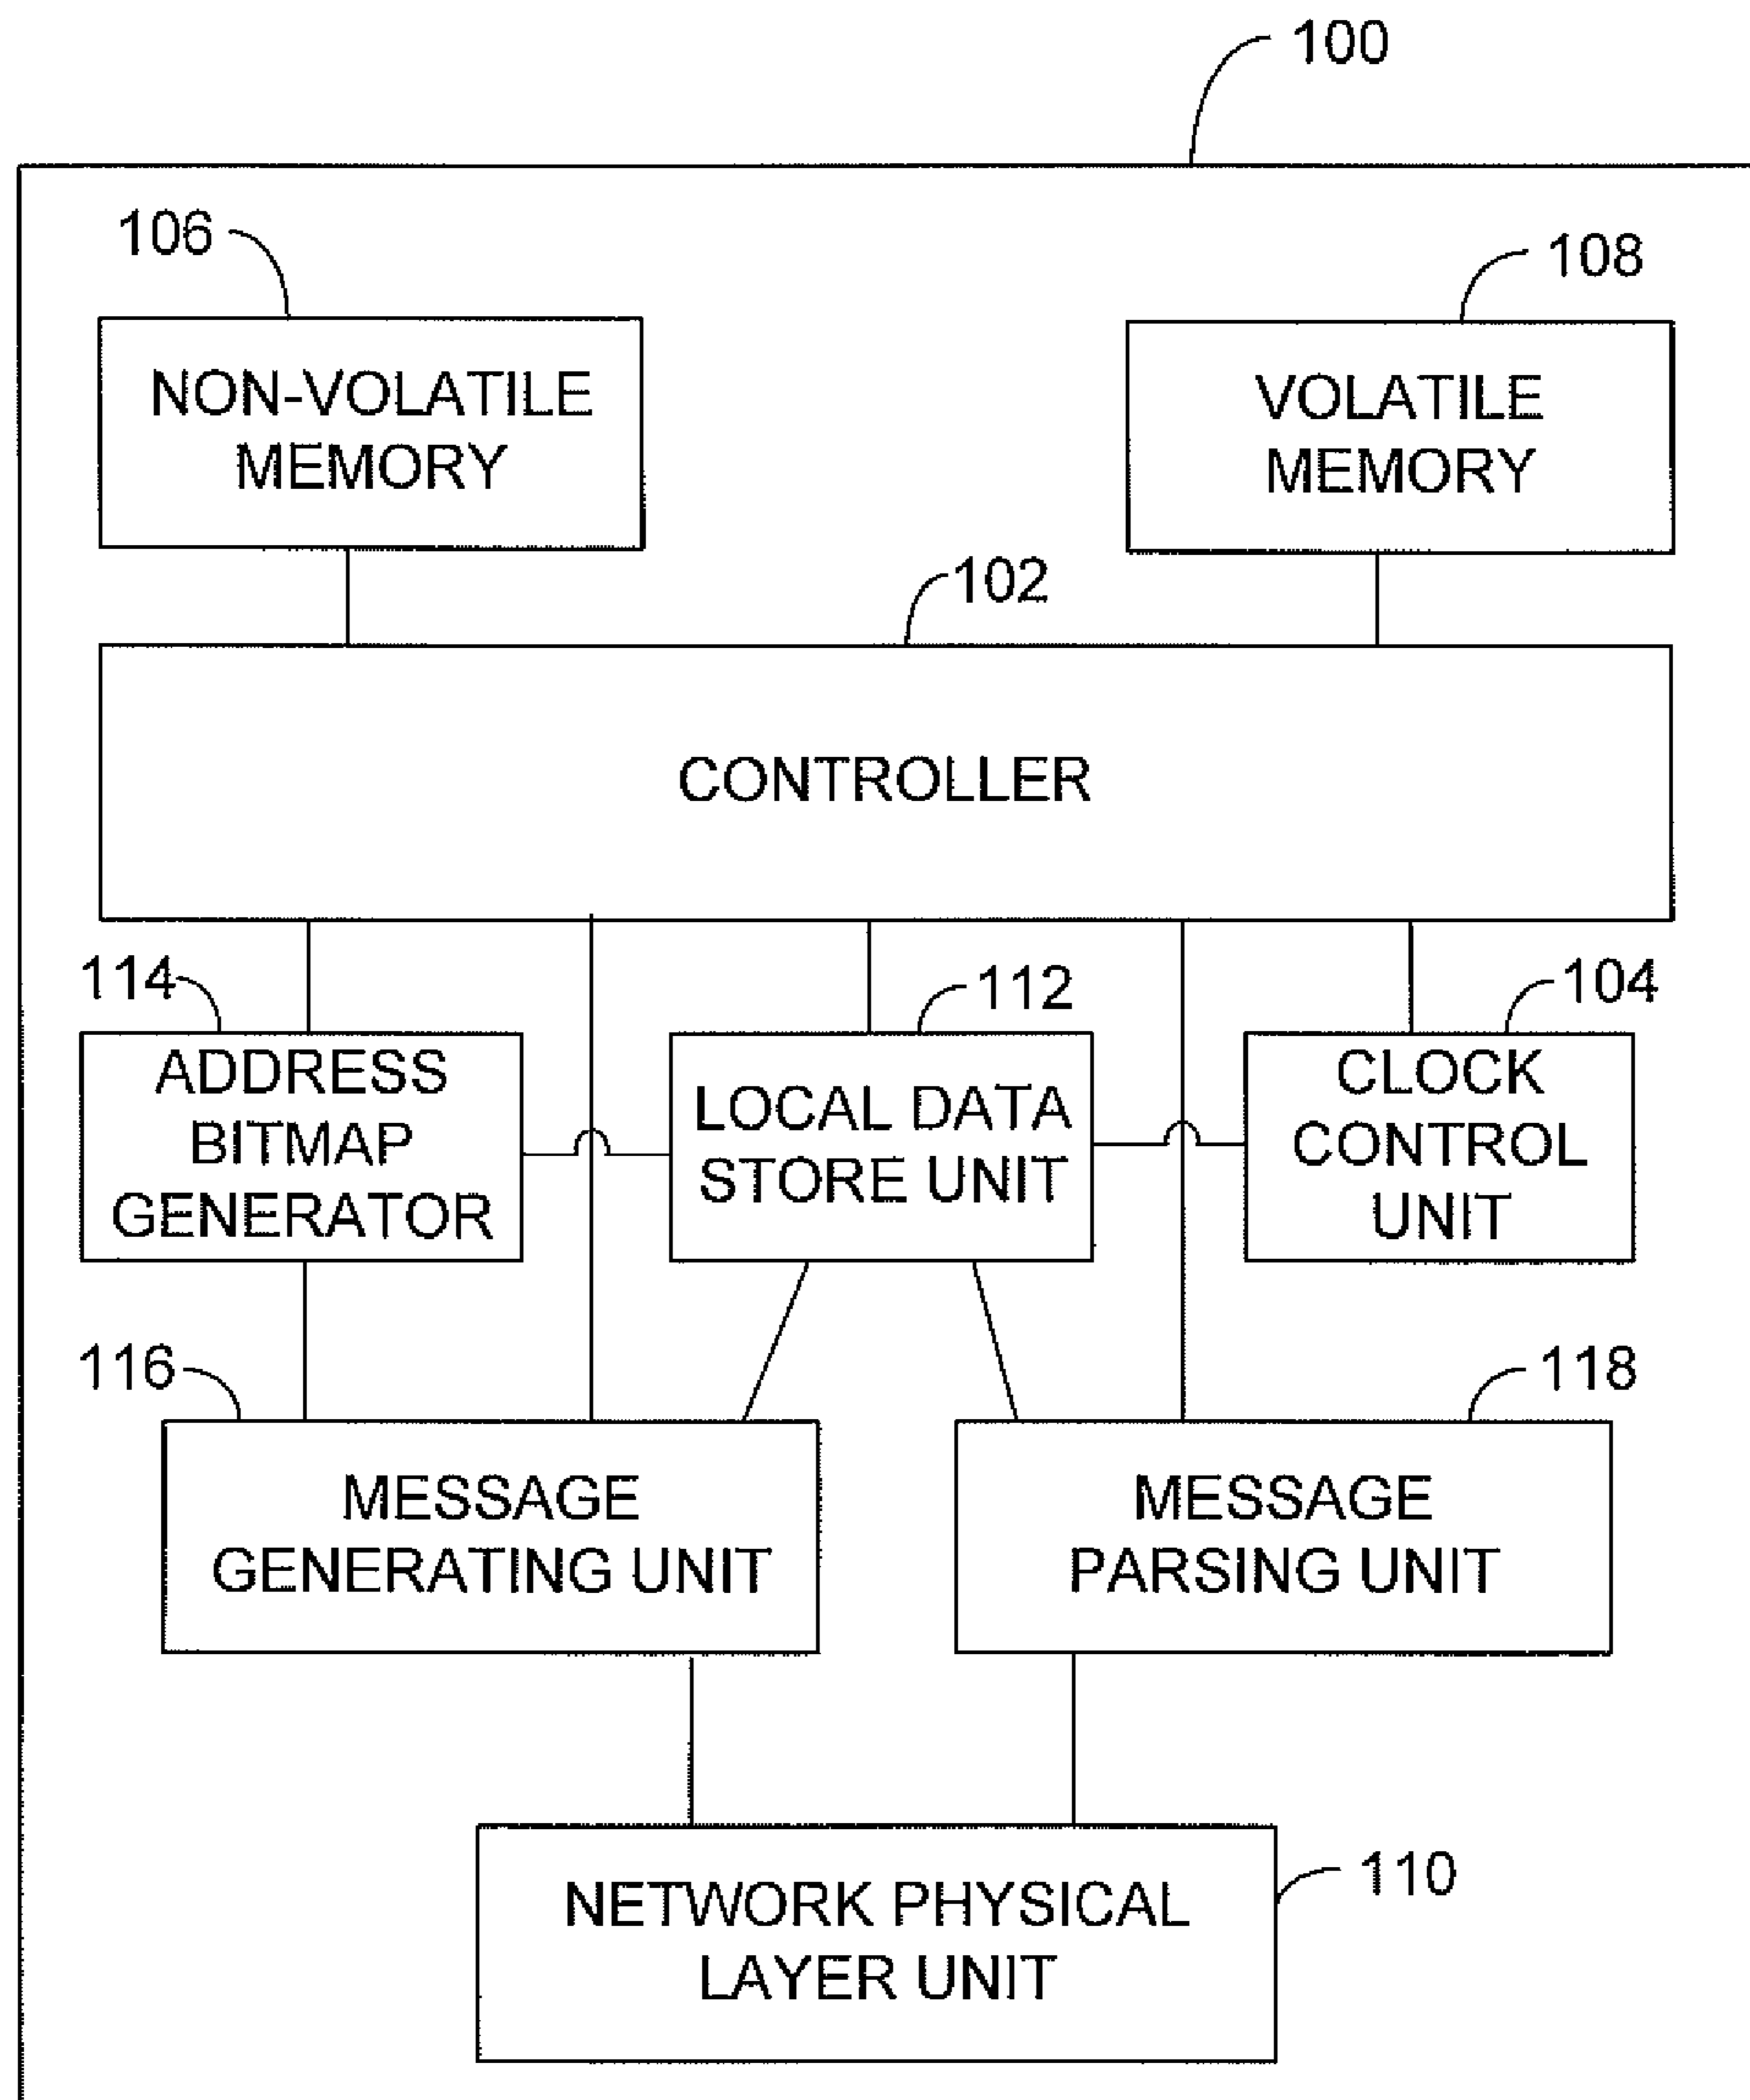 100
106
108
NON-VOLATILE
MEMORY
VOLATILE
MEMORY
102
CONTROLLER
114
112
104
ADDRESS
BITMAP
GENERATOR
LOCAL DATA
STORE UNIT
CLOCK
CONTROL
UNIT
116
118
MESSAGE
GENERATING UNIT
MESSAGE
PARSING UNIT
110
NETWORK PHYSICAL
LAYER UNIT